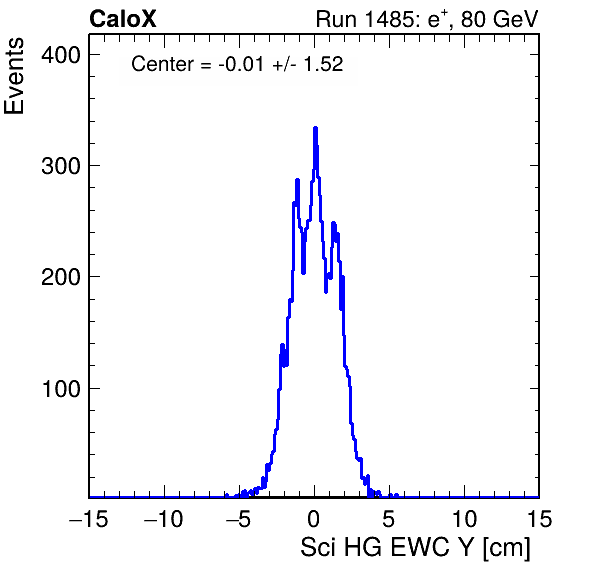 CaloX
Run 1485: e+, 80 GeV
Events
Center = -0.01 +/- 1.52
400
300
200
100
−15 −10 −5 0 5 10 15
Sci HG EWC Y [cm]